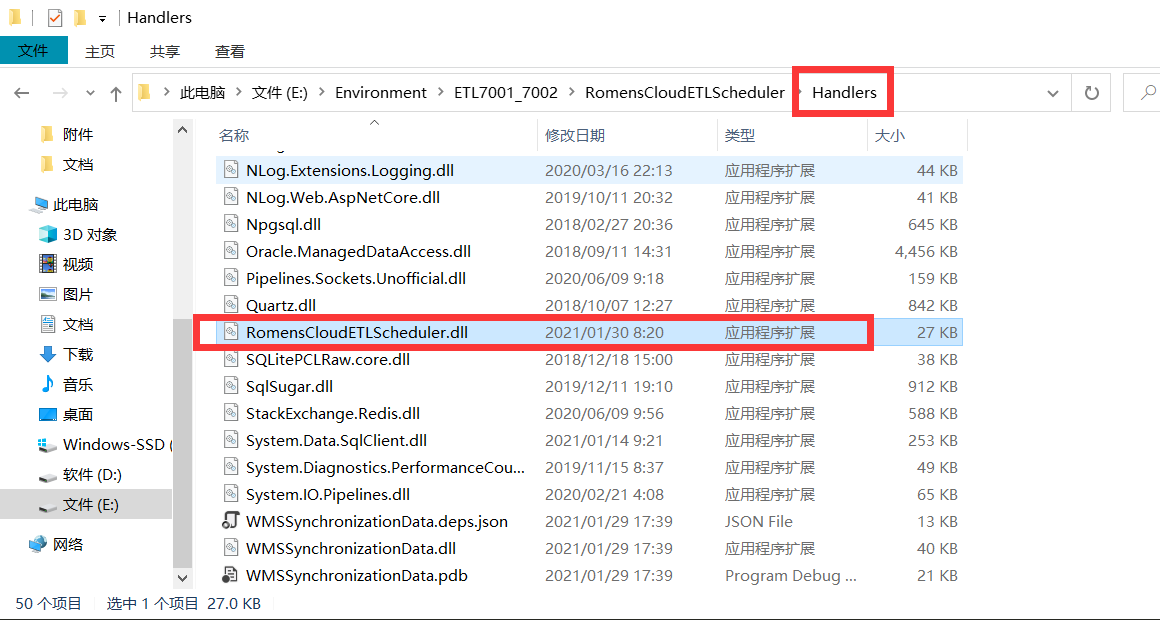 Handlers
文件 主页 共享 查看
此电脑 文件 (E:) Environment ETL7001_7002 RomensCloudETLScheduler Handlers
附件
文档
此电脑
3D 对象
视频
图片
文档
下载
音乐
桌面
Windows-SSD (
软件 (D:)
文件 (E:)
网络
名称 修改日期 类型 大小
NLog.Extensions.Logging.dll 2020/03/16 22:13 应用程序扩展 44 KB
NLog.Web.AspNetCore.dll 2019/10/11 20:32 应用程序扩展 41 KB
Npgsql.dll 2018/02/27 20:36 应用程序扩展 645 KB
Oracle.ManagedDataAccess.dll 2018/09/11 14:31 应用程序扩展 4,456 KB
Pipelines.Sockets.Unofficial.dll 2020/06/09 9:18 应用程序扩展 159 KB
Quartz.dll 2018/10/07 12:27 应用程序扩展 842 KB
RomensCloudETLScheduler.dll 2021/01/30 8:20 应用程序扩展 27 KB
SQLitePCLRaw.core.dll 2018/12/18 15:00 应用程序扩展 38 KB
SqlSugar.dll 2019/12/11 19:10 应用程序扩展 912 KB
StackExchange.Redis.dll 2020/06/09 9:56 应用程序扩展 588 KB
System.Data.SqlClient.dll 2021/01/14 9:21 应用程序扩展 253 KB
System.Diagnostics.PerformanceCou... 2019/11/15 8:37 应用程序扩展 49 KB
System.IO.Pipelines.dll 2020/02/21 4:08 应用程序扩展 65 KB
WMSSynchronizationData.deps.json 2021/01/29 17:39 JSON File 13 KB
WMSSynchronizationData.dll 2021/01/29 17:39 应用程序扩展 40 KB
WMSSynchronizationData.pdb 2021/01/29 17:39 Program Debug ... 21 KB
50 个项目 选中 1 个项目 27.0 KB